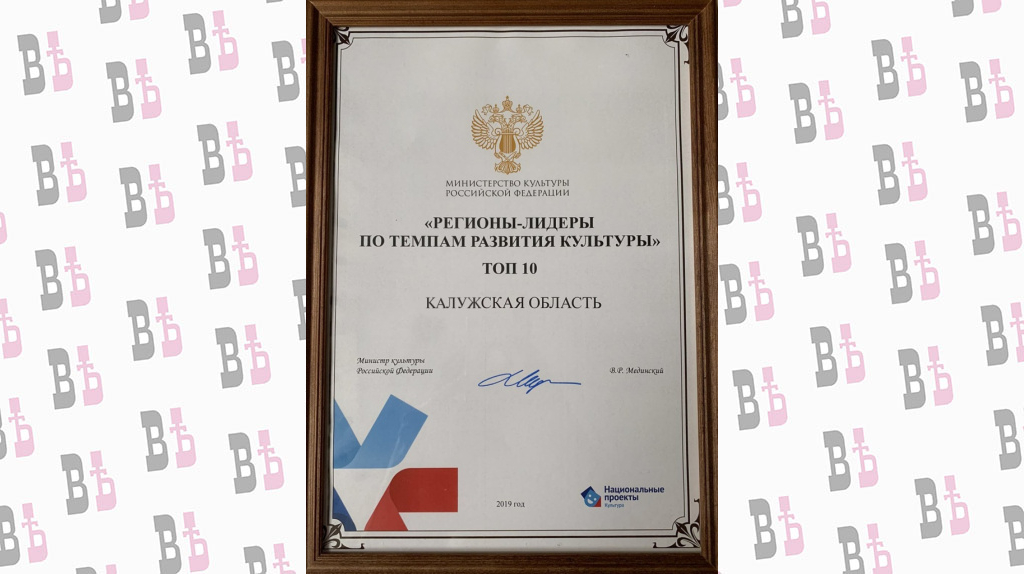 МИНИСТЕРСТВО КУЛЬТУРЫ
РОССИЙСКОЙ ФЕДЕРАЦИИ
«РЕГИОНЫ-ЛИДЕРЫ
ПО ТЕМПАМ РАЗВИТИЯ КУЛЬТУРЫ»
ТОП 10
КАЛУЖСКАЯ ОБЛАСТЬ
Министр культуры
Российской Федерации
В.Р. Мединский
2019 год
Национальные
проекты
Культура